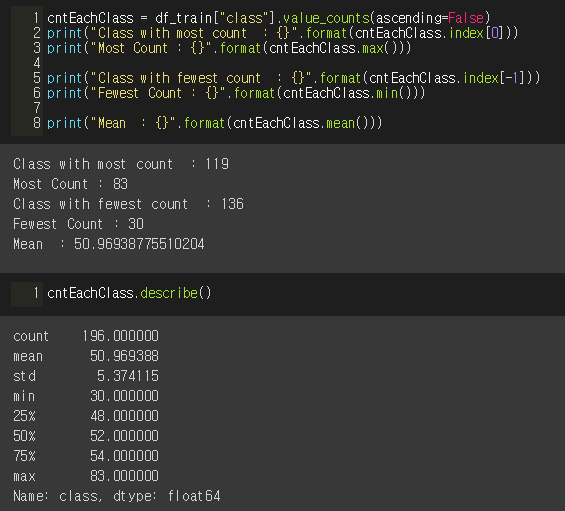 1 cntEachClass = df_train["class"].value_counts(ascending=False)
2 print("Class with most count  : {}".format(cntEachClass.index[0]))
3 print("Most Count : {}".format(cntEachClass.max()))
4
5 print("Class with fewest count  : {}".format(cntEachClass.index[-1]))
6 print("Fewest Count : {}".format(cntEachClass.min()))
7
8 print("Mean  : {}".format(cntEachClass.mean()))
Class with most count  : 119
Most Count : 83
Class with fewest count  : 136
Fewest Count : 30
Mean  : 50.96938775510204
1 cntEachClass.describe()
count    196.000000
mean      50.969388
std        5.374115
min       30.000000
25%       48.000000
50%       52.000000
75%       54.000000
max       83.000000
Name: class, dtype: float64